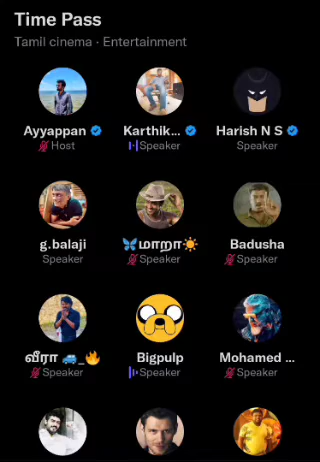 Time Pass
Tamil cinema · Entertainment
Ayyappan Karthik... Harish N S
Host Speaker Speaker
g.balaji 🦋மாறா☀️ Badusha
Speaker Speaker Speaker
வீரா 🚙_🔥 Bigpulp Mohamed ...
Speaker Speaker Speaker